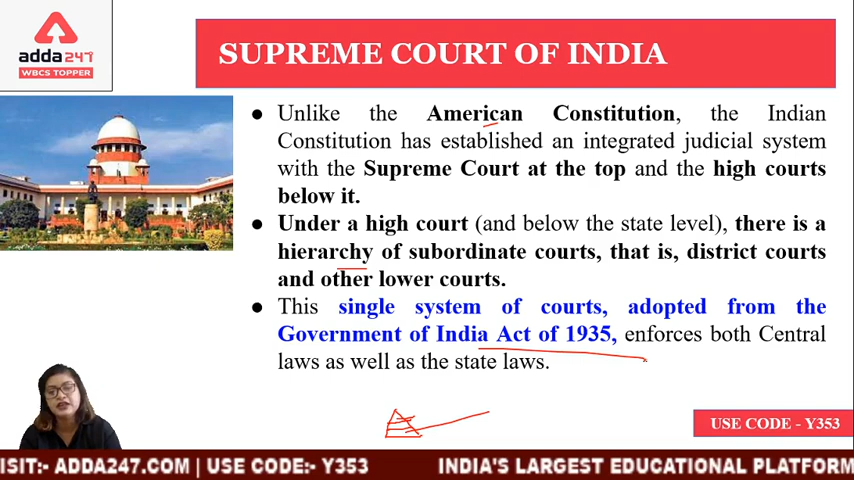 adda247
WBCS TOPPER
SUPREME COURT OF INDIA
● Unlike the American Constitution, the Indian
Constitution has established an integrated judicial system
with the Supreme Court at the top and the high courts
below it.
● Under a high court (and below the state level), there is a
hierarchy of subordinate courts, that is, district courts
and other lower courts.
● This single system of courts, adopted from the
Government of India Act of 1935, enforces both Central
laws as well as the state laws.
USE CODE - Y353
ISIT:- ADDA247.COM | USE CODE:- Y353 INDIA'S LARGEST EDUCATIONAL PLATFORM